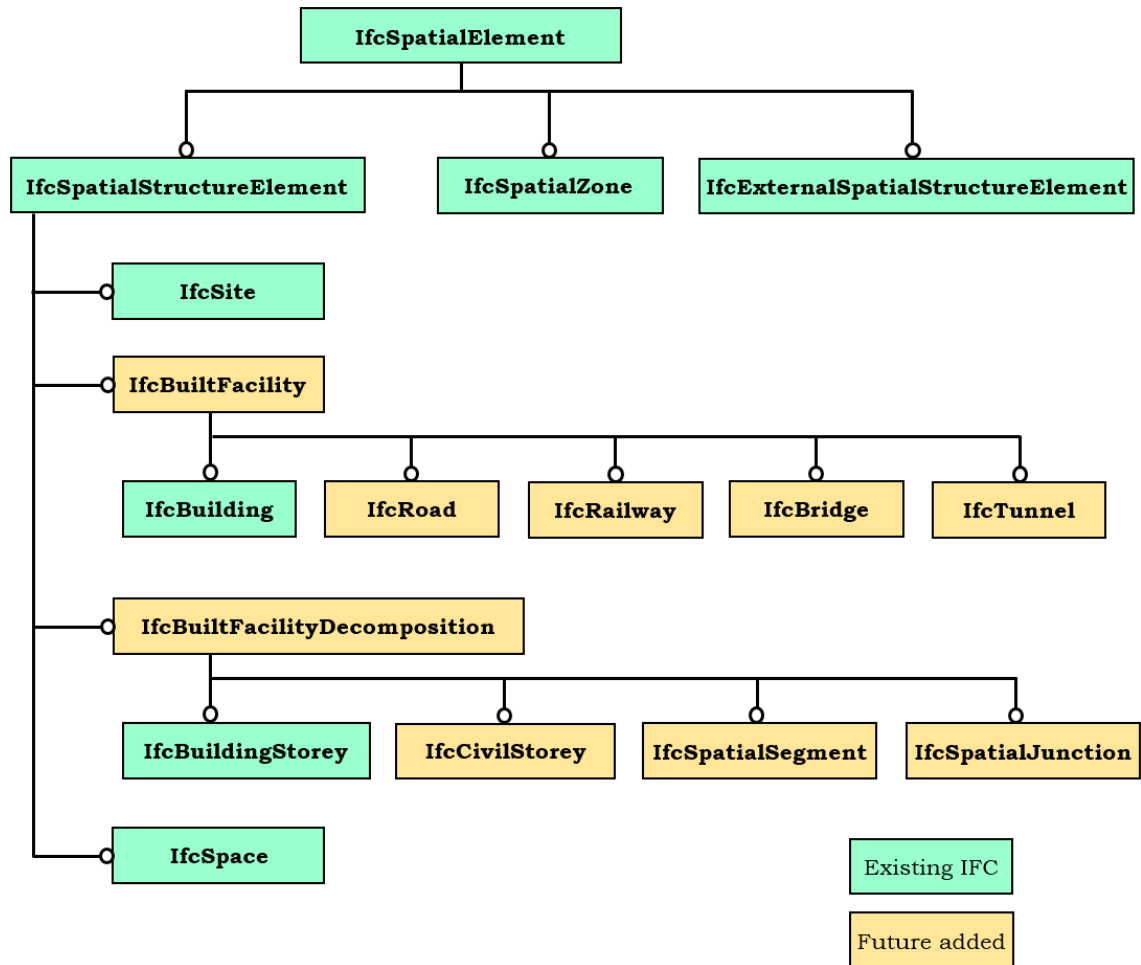 IfcSpatialElement
IfcSpatialStructureElement
IfcSpatialZone
IfcExternalSpatialStructureElement
IfcSite
IfcBuiltFacility
IfcBuilding
IfcRoad
IfcRailway
IfcBridge
IfcTunnel
IfcBuiltFacilityDecomposition
IfcBuildingStorey
IfcCivilStorey
IfcSpatialSegment
IfcSpatialJunction
IfcSpace
Existing IFC
Future added